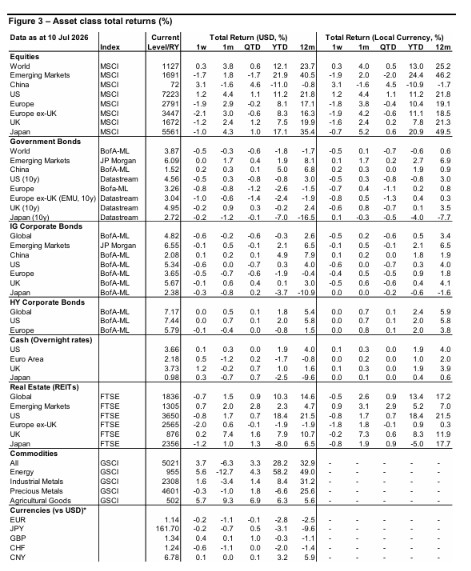 Figure 3 – Asset class total returns (%)
Data as at 10 Jul 2026 Current Total Return (USD, %) Total Return (Local Currency, %)
Index Level/RY 1w 1m QTD YTD 12m 1w 1m QTD YTD 12m
Equities
World MSCI 1127 0.3 3.8 0.6 12.1 23.7 0.3 4.0 0.5 13.0 25.2
Emerging Markets MSCI 1691 -1.7 1.8 -1.7 21.9 40.5 -1.9 2.0 -2.0 24.4 46.2
China MSCI 72 3.1 -1.6 4.6 -11.0 -0.8 3.1 -1.6 4.5 -10.9 -1.7
US MSCI 7223 1.2 4.4 1.1 11.2 21.8 1.2 4.4 1.1 11.2 21.8
Europe MSCI 2791 -1.9 2.9 -0.2 8.1 17.1 -1.8 3.8 -0.4 10.4 19.1
Europe ex-UK MSCI 3447 -2.1 3.0 -0.6 8.3 16.3 -1.9 4.2 -0.6 11.1 18.5
UK MSCI 1672 -1.2 2.4 1.2 7.5 19.9 -1.6 2.4 0.2 7.8 21.3
Japan MSCI 5561 -1.0 4.3 1.0 17.1 35.4 -0.7 5.2 0.6 20.9 49.5
Government Bonds
World BofA-ML 3.87 -0.5 -0.3 -0.6 -1.8 -1.7 -0.5 0.1 -0.7 -0.6 0.6
Emerging Markets JP Morgan 6.09 0.0 1.7 0.4 1.9 8.1 0.1 1.7 0.2 2.7 6.9
China BofA-ML 1.52 0.2 0.3 0.1 5.0 6.8 0.2 0.3 0.0 1.9 0.9
US (10y) Datastream 4.56 -0.5 0.3 -0.8 -0.8 3.0 -0.5 0.3 -0.8 -0.8 3.0
Europe Bofa-ML 3.26 -0.8 -0.8 -1.2 -2.6 -1.5 -0.7 0.4 -1.1 0.2 0.8
Europe ex-UK (EMU, 10y) Datastream 3.04 -1.0 -0.6 -1.4 -2.4 -1.9 -0.8 0.5 -1.3 0.4 0.3
UK (10y) Datastream 4.95 -0.2 0.9 0.3 -0.2 2.4 -0.6 0.8 -0.7 0.1 3.5
Japan (10y) Datastream 2.72 -0.2 -1.2 0.1 -7.0 -16.5 0.1 -0.3 -0.5 -4.0 -7.7
IG Corporate Bonds
Global BofA-ML 4.82 -0.6 -0.2 -0.6 -0.3 2.6 -0.5 0.2 -0.6 0.5 3.4
Emerging Markets JP Morgan 6.55 -0.1 0.5 -0.1 2.1 6.5 -0.1 0.5 -0.1 2.1 6.5
China BofA-ML 2.08 0.1 0.2 0.1 4.9 7.9 0.1 0.2 0.0 1.8 1.9
US BofA-ML 5.34 -0.6 0.0 -0.7 0.3 4.0 -0.6 0.0 -0.7 0.3 4.0
Europe BofA-ML 3.65 -0.5 -0.7 -0.6 -1.9 -0.4 -0.4 0.5 -0.5 0.9 1.8
UK BofA-ML 5.67 -0.1 0.6 0.4 0.1 3.0 -0.5 0.6 -0.6 0.4 4.1
Japan BofA-ML 2.38 -0.3 -0.8 0.2 -3.7 -10.9 0.0 0.0 -0.2 -0.6 -1.6
HY Corporate Bonds
Global BofA-ML 7.17 0.0 0.5 0.1 1.8 5.4 0.0 0.7 0.1 2.4 5.9
US BofA-ML 7.44 0.0 0.7 0.1 2.0 5.8 0.0 0.7 0.1 2.0 5.8
Europe BofA-ML 5.79 -0.1 -0.4 0.0 -0.8 1.5 0.0 0.8 0.1 2.0 3.8
Cash (Overnight rates)
US 3.66 0.1 0.3 0.0 1.9 4.0 0.1 0.3 0.0 1.9 4.0
Euro Area 2.18 0.5 -1.2 0.2 -1.7 -0.8 0.0 0.2 0.0 1.0 2.0
UK 3.73 1.2 -0.2 0.7 1.0 1.6 0.1 0.3 0.0 1.9 3.9
Japan 0.98 0.3 -0.7 0.7 -2.5 -9.6 0.0 0.1 0.0 0.4 0.6
Real Estate (REITs)
Global FTSE 1836 -0.7 1.5 0.9 10.3 14.6 -0.5 2.6 0.9 13.4 17.2
Emerging Markets FTSE 1305 0.7 2.0 2.8 2.3 4.7 0.9 3.1 2.9 5.2 7.0
US FTSE 3650 -0.8 1.7 0.7 18.4 21.5 -0.8 1.7 0.7 18.4 21.5
Europe ex-UK FTSE 2565 -2.0 0.6 -0.1 -1.9 -1.9 -1.8 1.8 -0.1 0.9 0.3
UK FTSE 876 0.2 7.4 1.6 7.9 10.7 -0.2 7.3 0.6 8.3 11.9
Japan FTSE 2356 -1.2 1.0 1.3 -8.0 6.5 -0.8 1.9 0.9 -5.0 17.7
Commodities
All GSCI 5021 3.7 -6.3 3.3 28.2 32.9 - - - - -
Energy GSCI 955 5.6 -12.7 4.3 58.2 49.0 - - - - -
Industrial Metals GSCI 2308 1.6 -3.4 1.4 8.4 31.2 - - - - -
Precious Metals GSCI 4601 -0.3 -1.0 1.8 -6.6 25.6 - - - - -
Agricultural Goods GSCI 502 5.7 9.3 6.9 6.3 5.6 - - - - -
Currencies (vs USD)*
EUR 1.14 -0.2 -1.1 -0.1 -2.8 -2.5 - - - - -
JPY 161.70 -0.2 -0.7 0.5 -3.1 -9.6 - - - - -
GBP 1.34 0.4 0.1 1.0 -0.3 -1.1 - - - - -
CHF 1.24 -0.6 -1.1 0.0 -2.0 -1.4 - - - - -
CNY 6.78 0.1 0.0 0.1 3.2 5.9 - - - - -